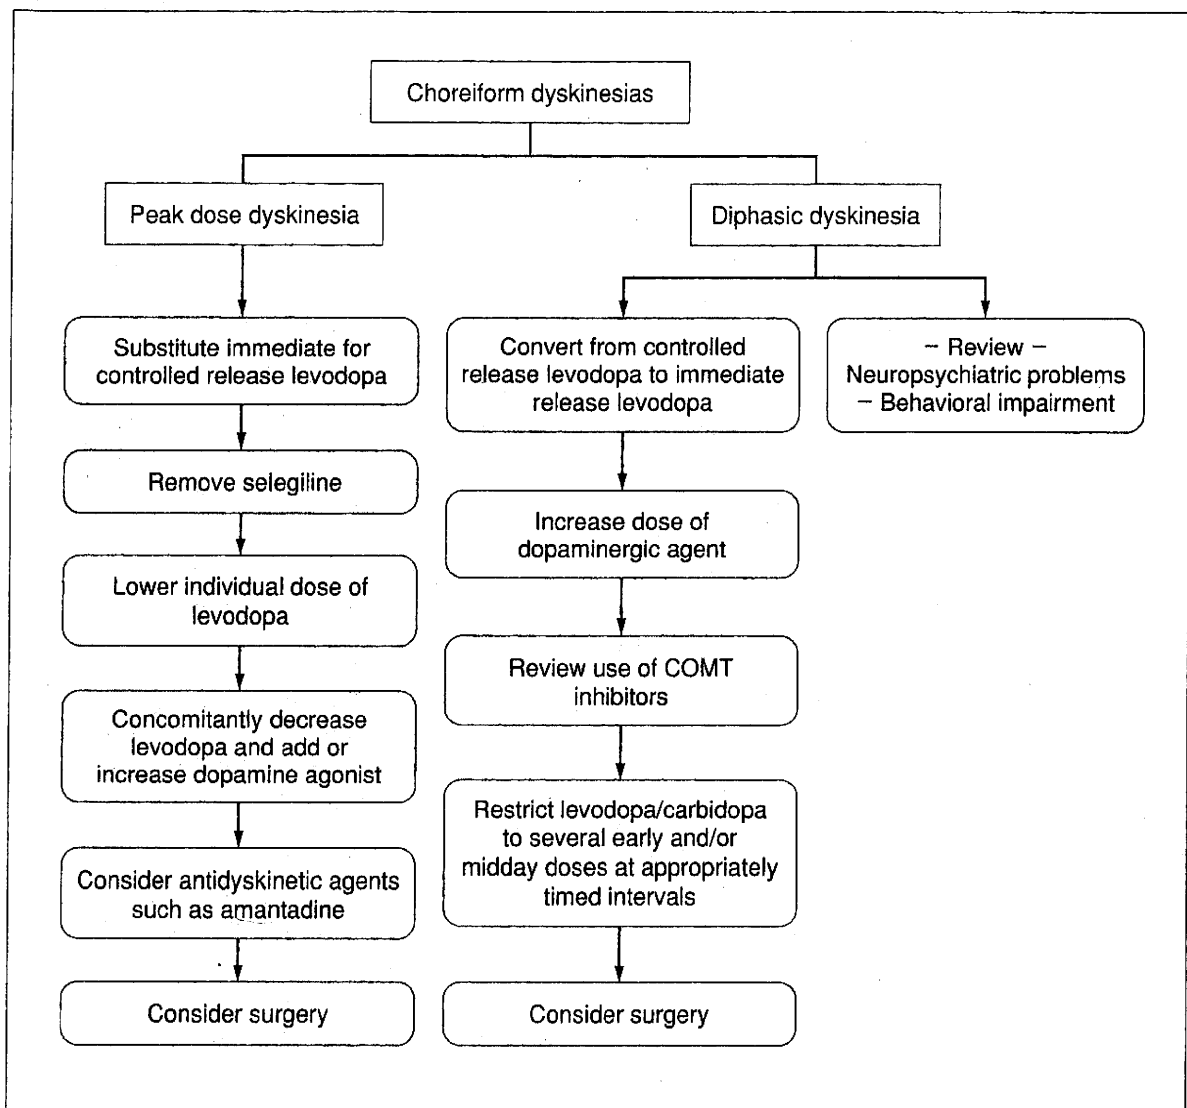 Choreiform dyskinesias
Peak dose dyskinesia
Diphasic dyskinesia
Substitute immediate for
controlled release levodopa
Remove selegiline
Lower individual dose of
levodopa
Concomitantly decrease
levodopa and add or
increase dopamine agonist
Consider antidyskinetic agents
such as amantadine
Consider surgery
Convert from controlled
release levodopa to immediate
release levodopa
Increase dose of
dopaminergic agent
Review use of COMT
inhibitors
Restrict levodopa/carbidopa
to several early and/or
midday doses at appropriately
timed intervals
Consider surgery
– Review –
Neuropsychiatric problems
– Behavioral impairment